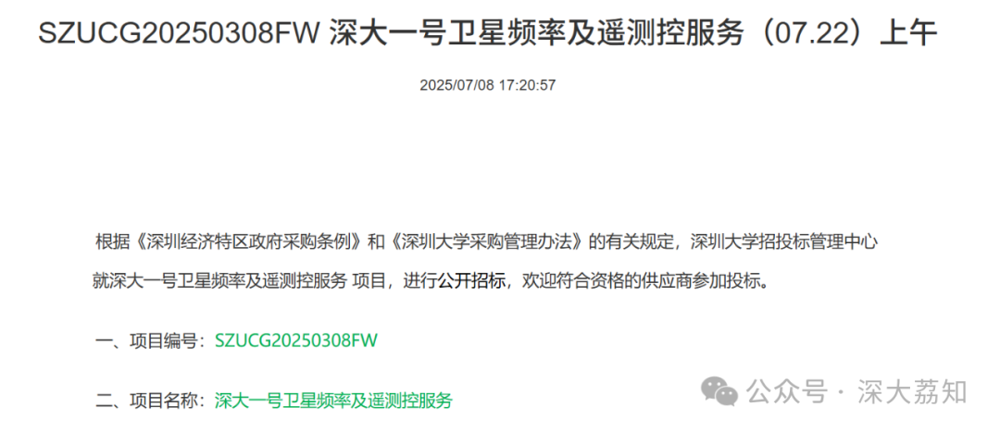 SZUCG20250308FW 深大一号卫星频率及遥测控服务（07.22）上午
2025/07/08 17:20:57
根据《深圳经济特区政府采购条例》和《深圳大学采购管理办法》的有关规定，深圳大学招投标管理中心
就深大一号卫星频率及遥测控服务 项目，进行公开招标，欢迎符合资格的供应商参加投标。
一、项目编号：SZUCG20250308FW
二、项目名称：深大一号卫星频率及遥测控服务
公众号 · 深大荔知